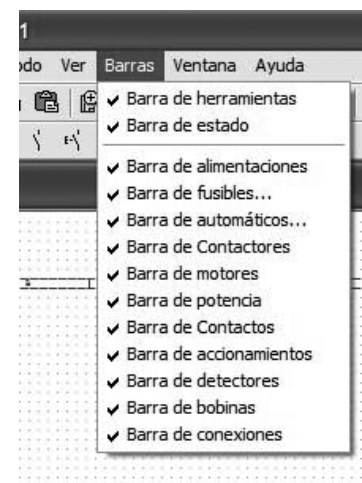 1
odo Ver Barras Ventana Ayuda
Barra de herramientas
Barra de estado
Barra de alimentaciones
Barra de fusibles...
Barra de automáticos...
Barra de Contactores
Barra de motores
Barra de potencia
Barra de Contactos
Barra de accionamientos
Barra de detectores
Barra de bobinas
Barra de conexiones